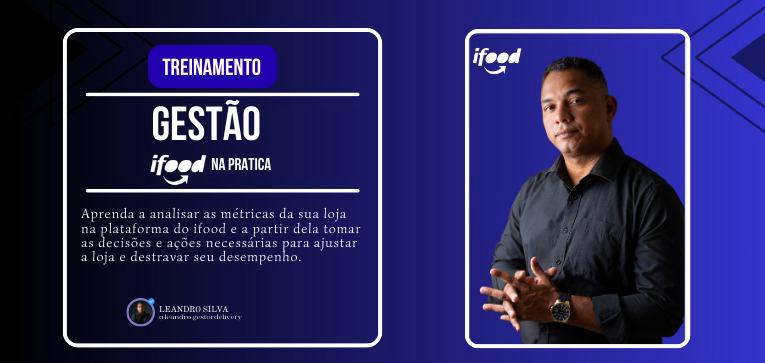 TREINAMENTO
GESTÃO
ifood NA PRATICA
Aprenda a analisar as métricas da sua loja
na plataforma do ifood e a partir dela tomar
as decisões e ações necessárias para ajustar
a loja e destravar seu desempenho.
LEANDRO SILVA
@leandro.gestordelivery
ifood